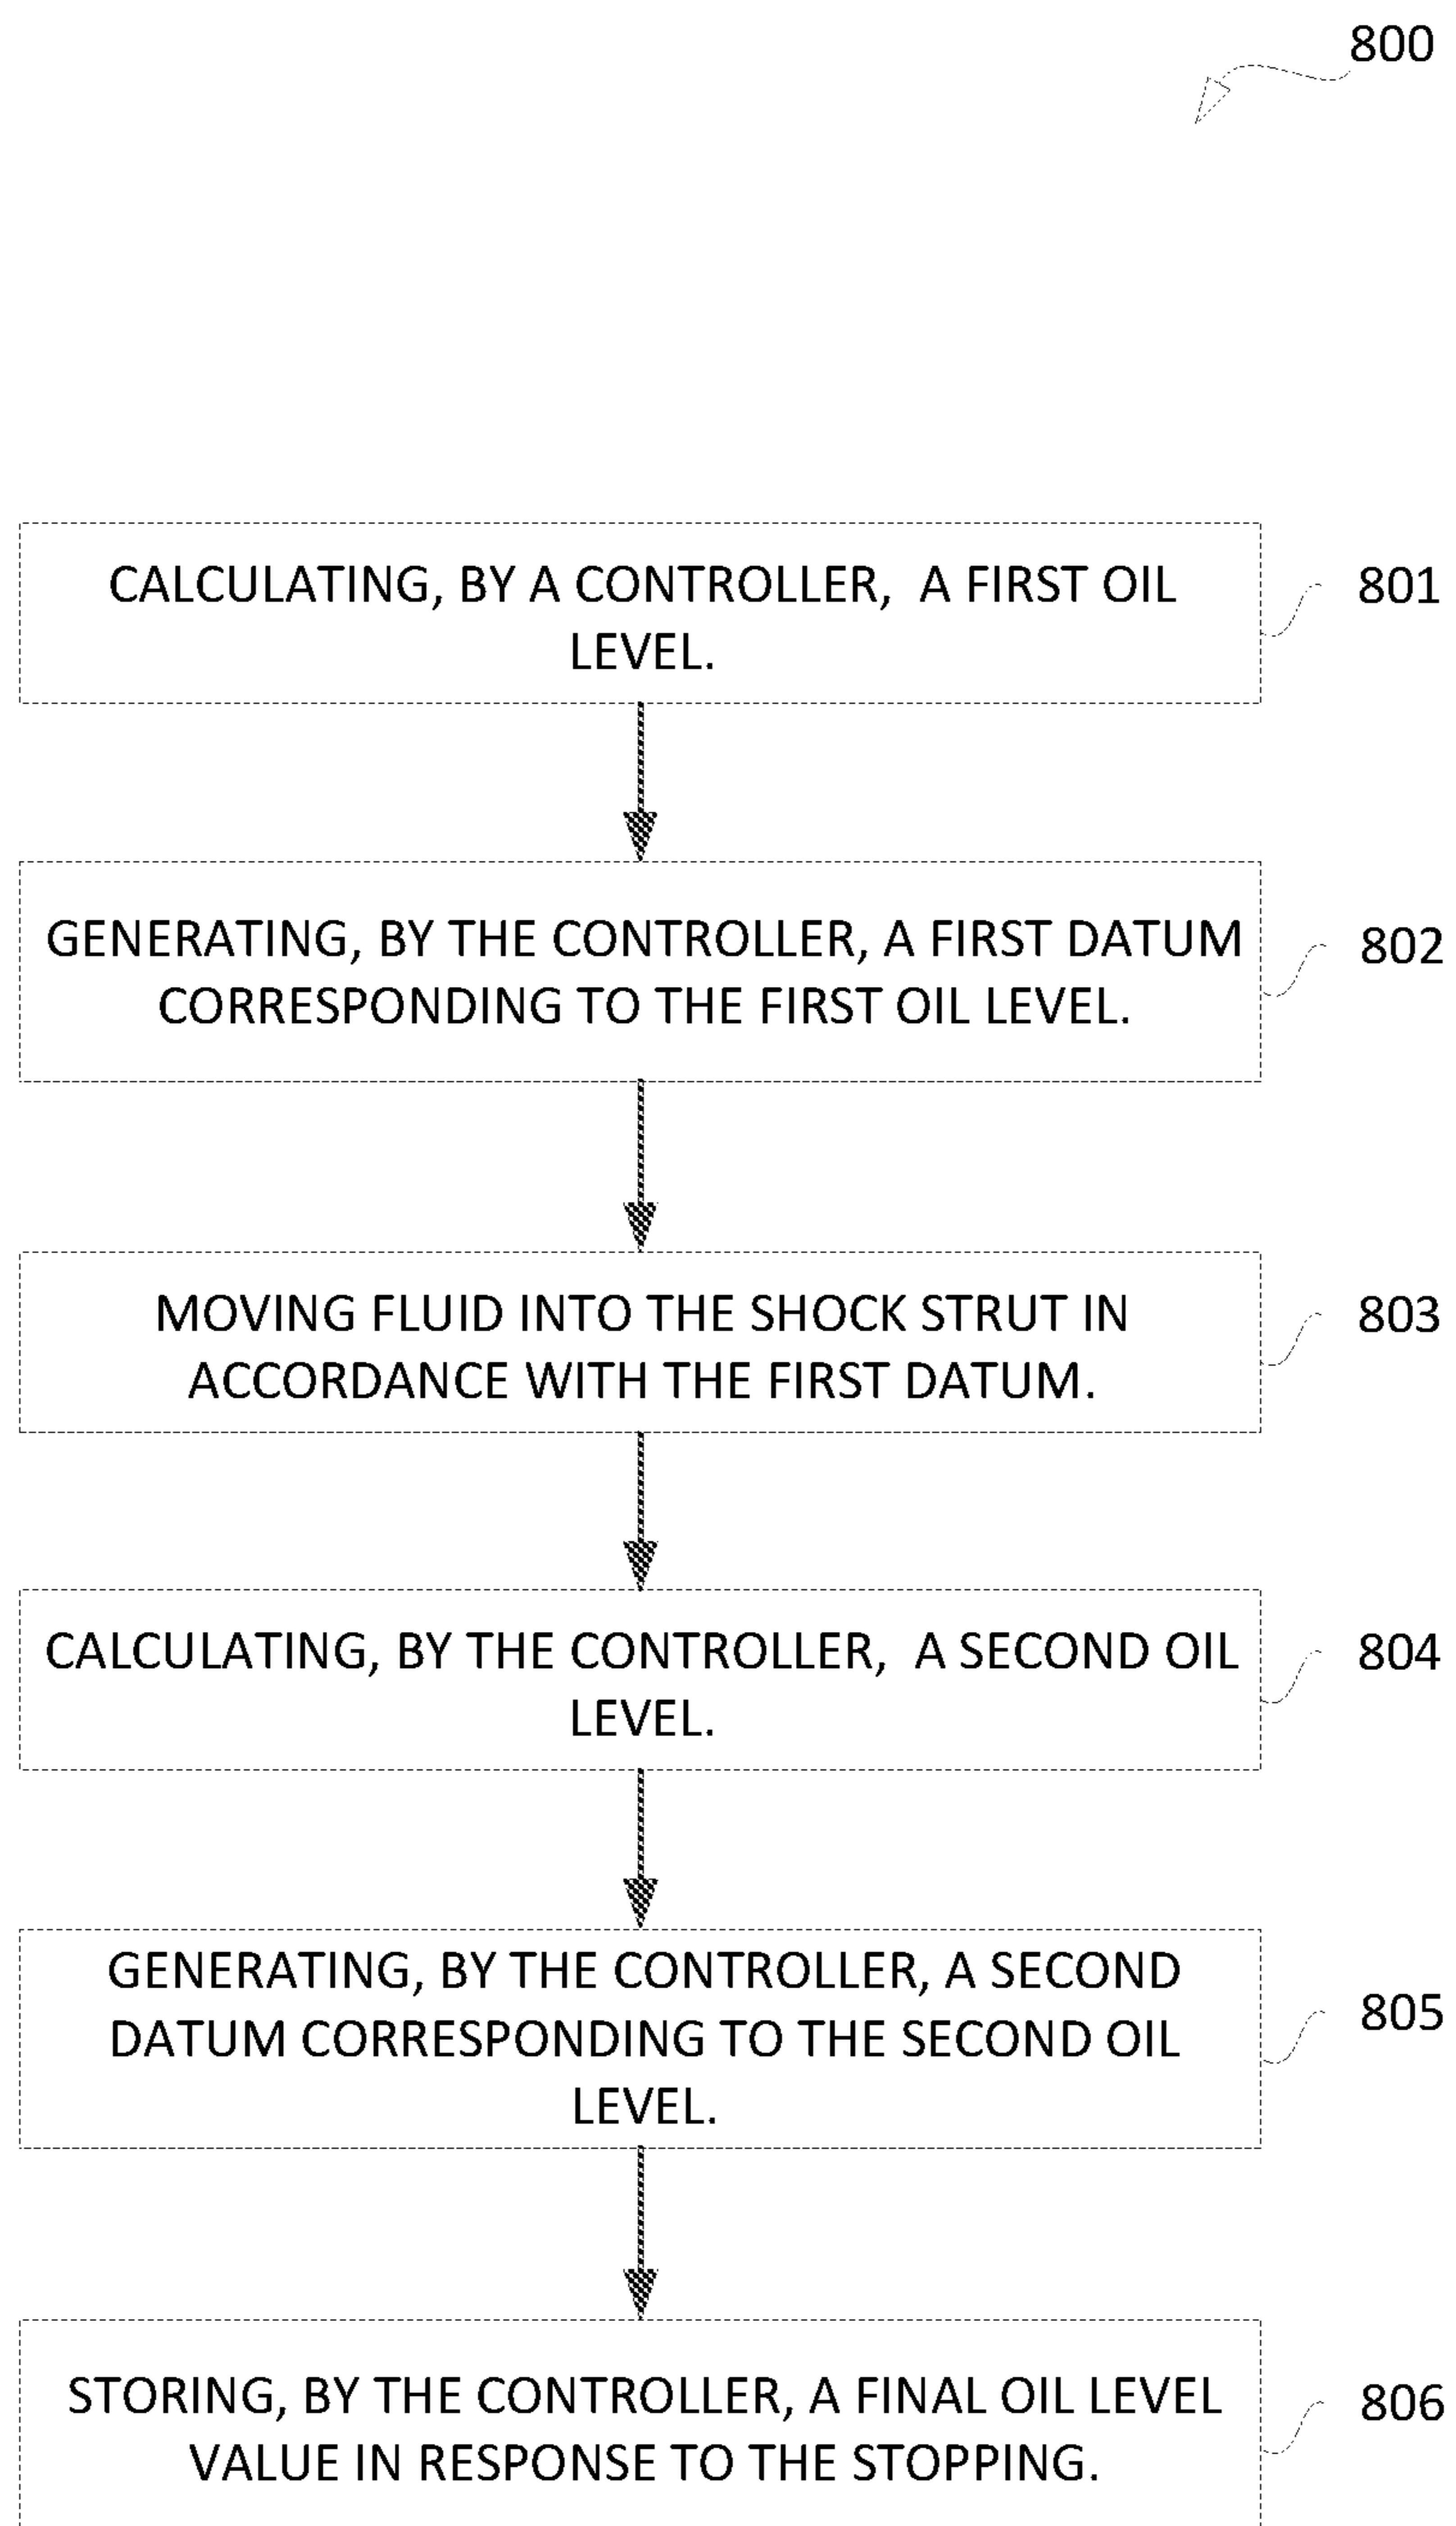 800
CALCULATING, BY A CONTROLLER, A FIRST OIL
LEVEL.
801
GENERATING, BY THE CONTROLLER, A FIRST DATUM
CORRESPONDING TO THE FIRST OIL LEVEL.
802
MOVING FLUID INTO THE SHOCK STRUT IN
ACCORDANCE WITH THE FIRST DATUM.
803
CALCULATING, BY THE CONTROLLER, A SECOND OIL
LEVEL.
804
GENERATING, BY THE CONTROLLER, A SECOND
DATUM CORRESPONDING TO THE SECOND OIL
LEVEL.
805
STORING, BY THE CONTROLLER, A FINAL OIL LEVEL
VALUE IN RESPONSE TO THE STOPPING.
806